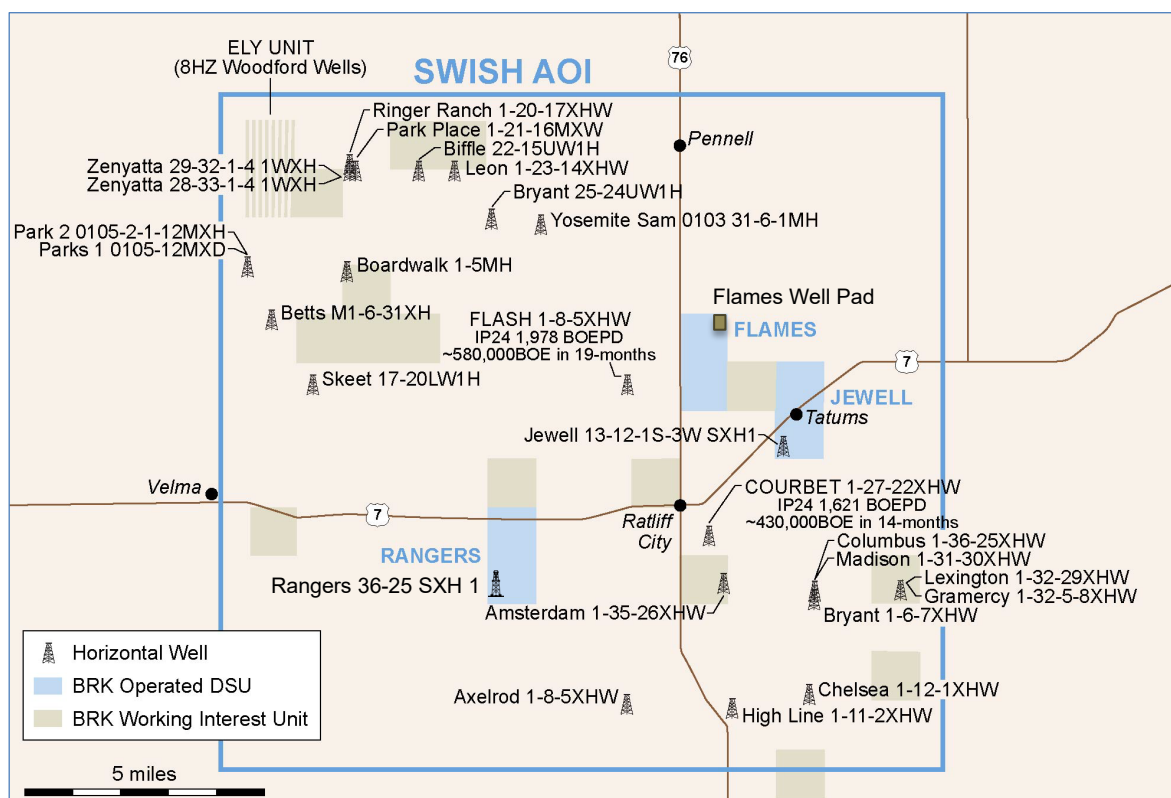 ELY UNIT
(8HZ Woodford Wells)
SWISH AOI
76
Ringer Ranch 1-20-17XHW
Park Place 1-21-16MXW
Pennell
Biffle 22-15UW1H
Zenyatta 29-32-1-4 1WXH
Leon 1-23-14XHW
Zenyatta 28-33-1-4 1WXH
Bryant 25-24UW1H
Yosemite Sam 0103 31-6-1MH
Park 2 0105-2-1-12MXH
Parks 1 0105-12MXD
Boardwalk 1-5MH
Flames Well Pad
Betts M1-6-31XH
FLASH 1-8-5XHW
IP24 1,978 BOEPD
~580,000BOE in 19-months
FLAMES
7
Skeet 17-20LW1H
JEWELL
Tatums
Jewell 13-12-1S-3W SXH1
Velma
COURBET 1-27-22XHW
IP24 1,621 BOEPD
~430,000BOE in 14-months
7
Ratliff
City
Columbus 1-36-25XHW
Madison 1-31-30XHW
RANGERS
Rangers 36-25 SXH 1
Lexington 1-32-29XHW
Gramercy 1-32-5-8XHW
Amsterdam 1-35-26XHW
Bryant 1-6-7XHW
Horizontal Well
BRK Operated DSU
BRK Working Interest Unit
Axelrod 1-8-5XHW
Chelsea 1-12-1XHW
High Line 1-11-2XHW
5 miles